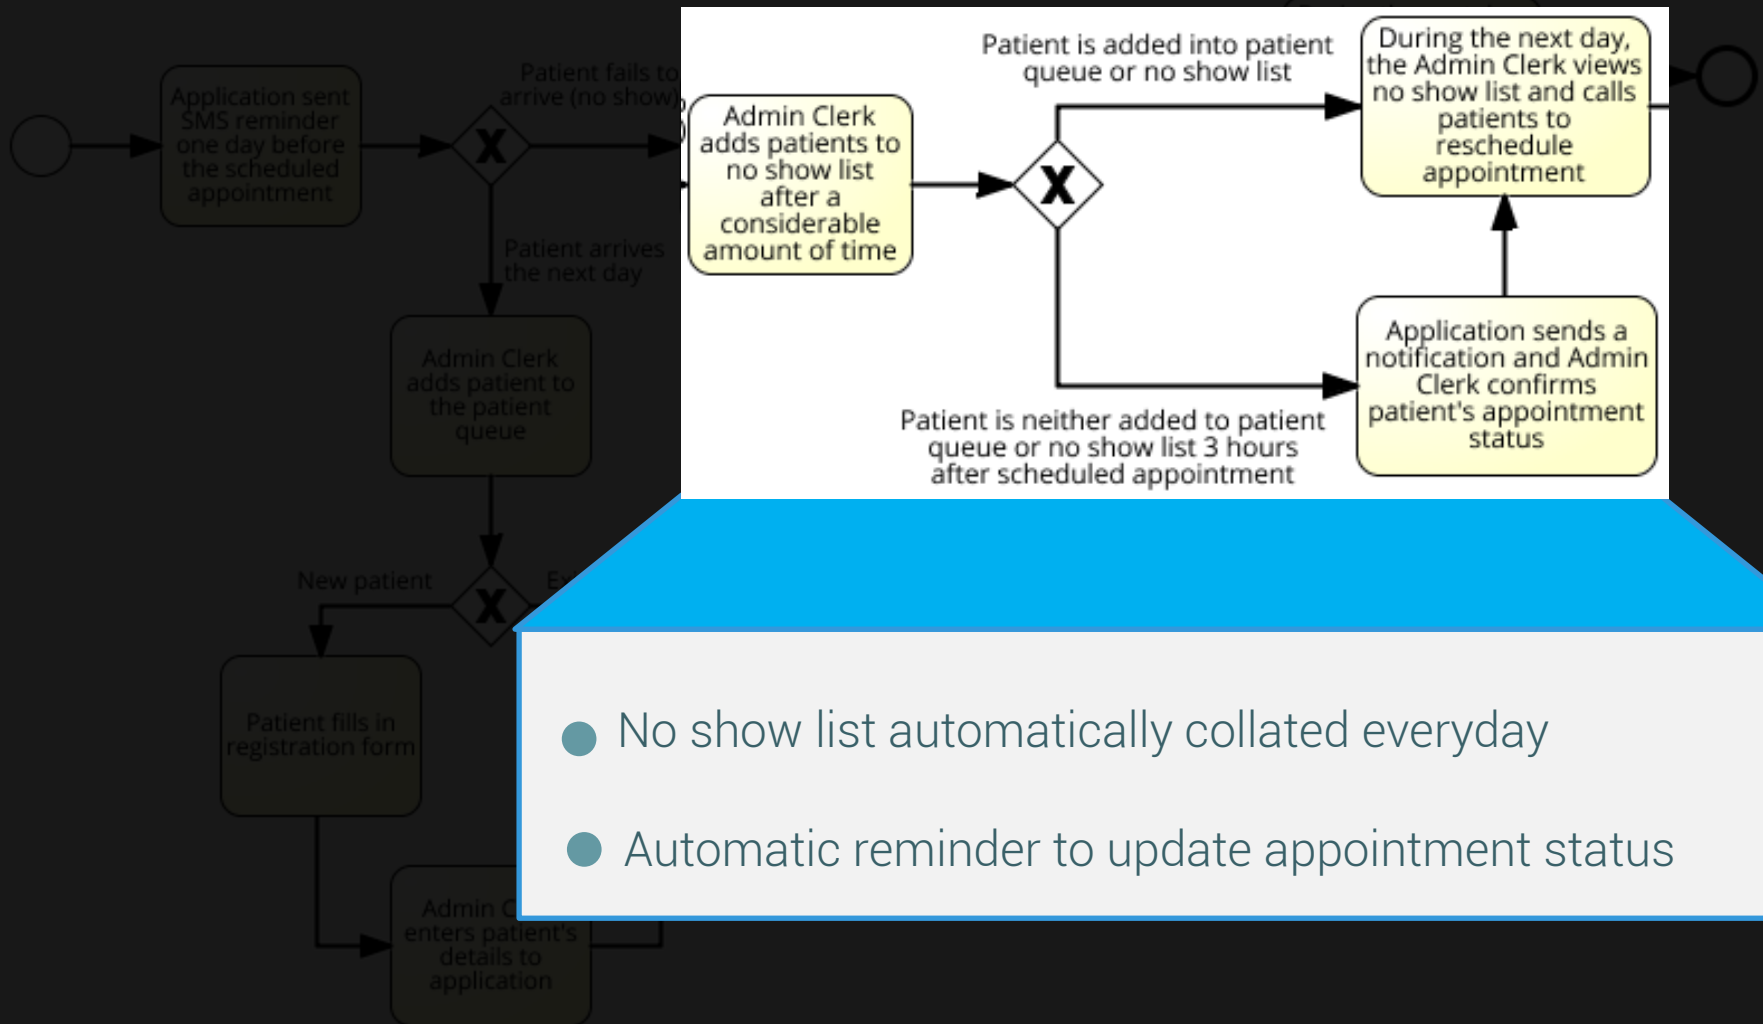 Application sent
SMS reminder
one day before
the scheduled
appointment
Patient fails to
arrive (no show)
X
Patient arrives
the next day
Admin Clerk
adds patient to
the patient
queue
New patient
X
Patient fills in
registration form
Admin
enters patient's
details to
application
Admin Clerk
adds patients to
no show list
after a
considerable
amount of time
X
Patient is added into patient
queue or no show list
During the next day,
the Admin Clerk views
no show list and calls
patients to
reschedule
appointment
Patient is neither added to patient
queue or no show list 3 hours
after scheduled appointment
Application sends a
notification and Admin
Clerk confirms
patient's appointment
status
No show list automatically collated everyday
Automatic reminder to update appointment status